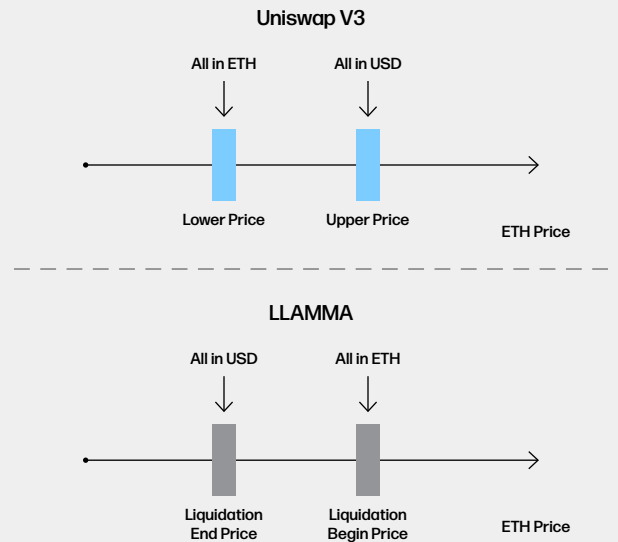 Uniswap V3
All in ETH
All in USD
Lower Price
Upper Price
ETH Price
LLAMMA
All in USD
All in ETH
Liquidation
End Price
Liquidation
Begin Price
ETH Price